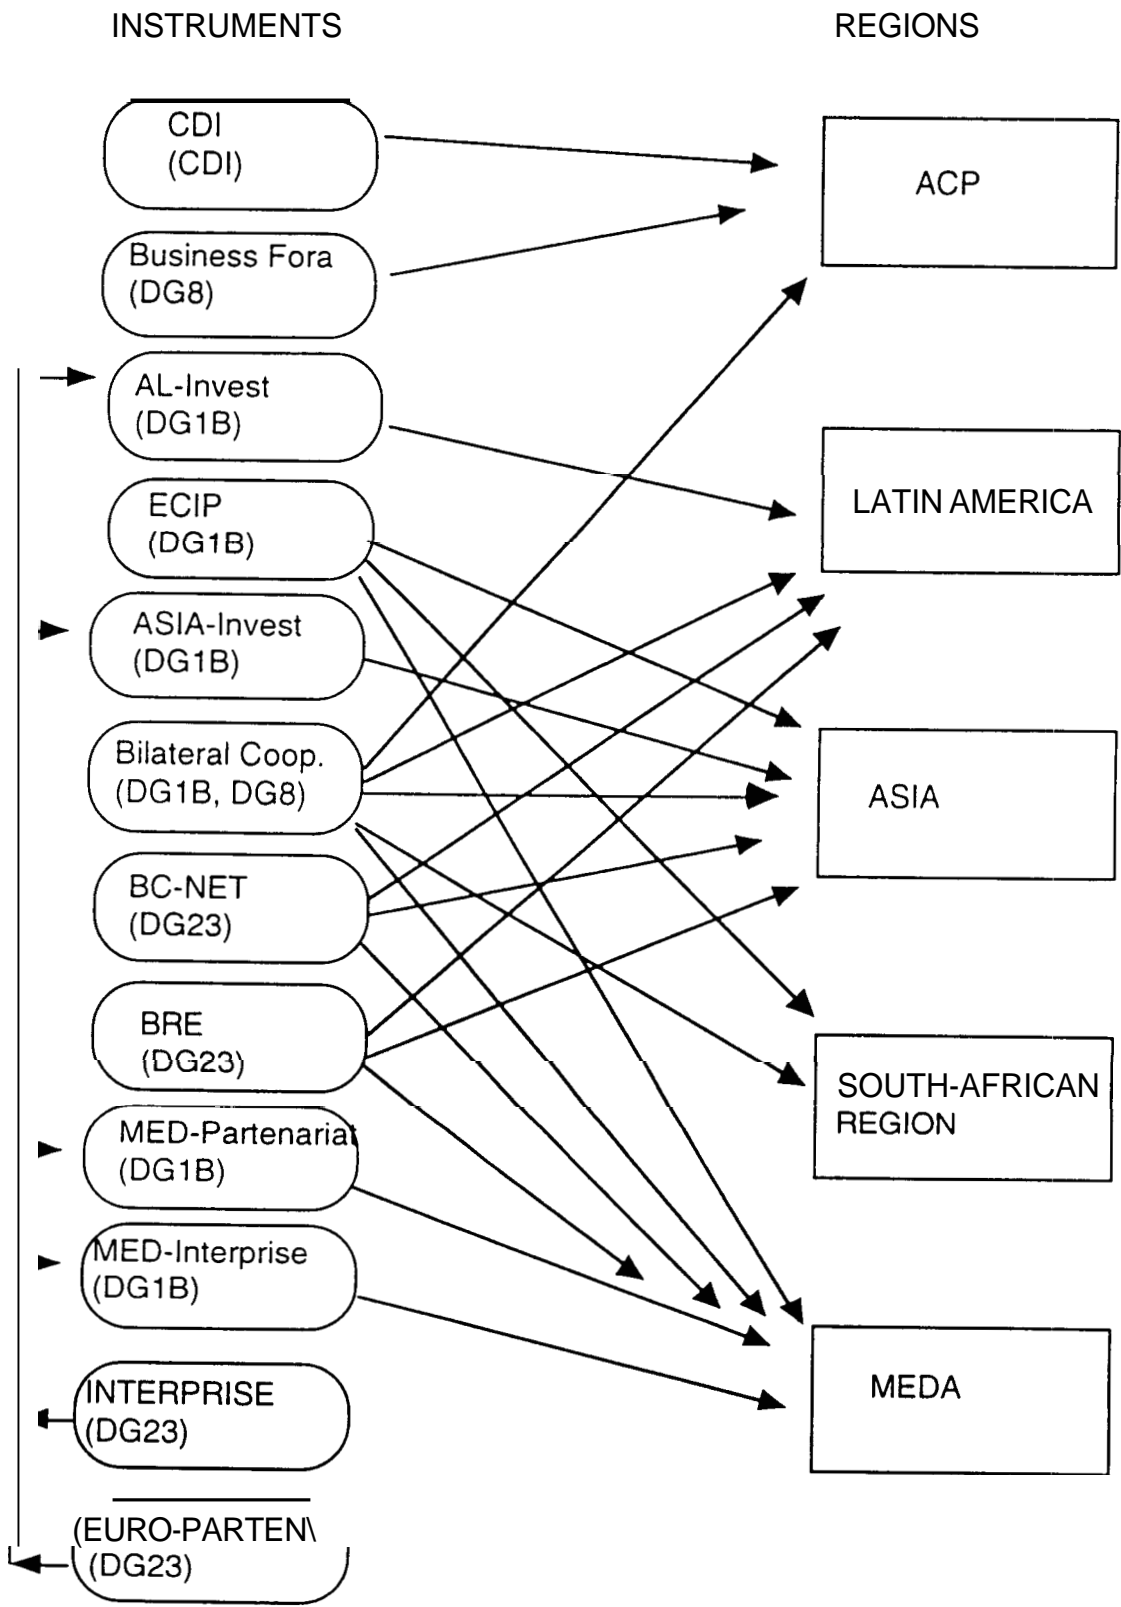 INSTRUMENTS
REGIONS
CDI
(CDI)
Business Fora
(DG8)
AL-Invest
(DG1B)
ECIP
(DG1B)
ASIA-Invest
(DG1B)
Bilateral Coop.
(DG1B, DG8)
BC-NET
(DG23)
BRE
(DG23)
MED-Partenariat
(DG1B)
MED-Interprise
(DG1B)
INTERPRISE
(DG23)
(EURO-PARTEN\
(DG23)
ACP
LATIN AMERICA
ASIA
SOUTH-AFRICAN
REGION
MEDA